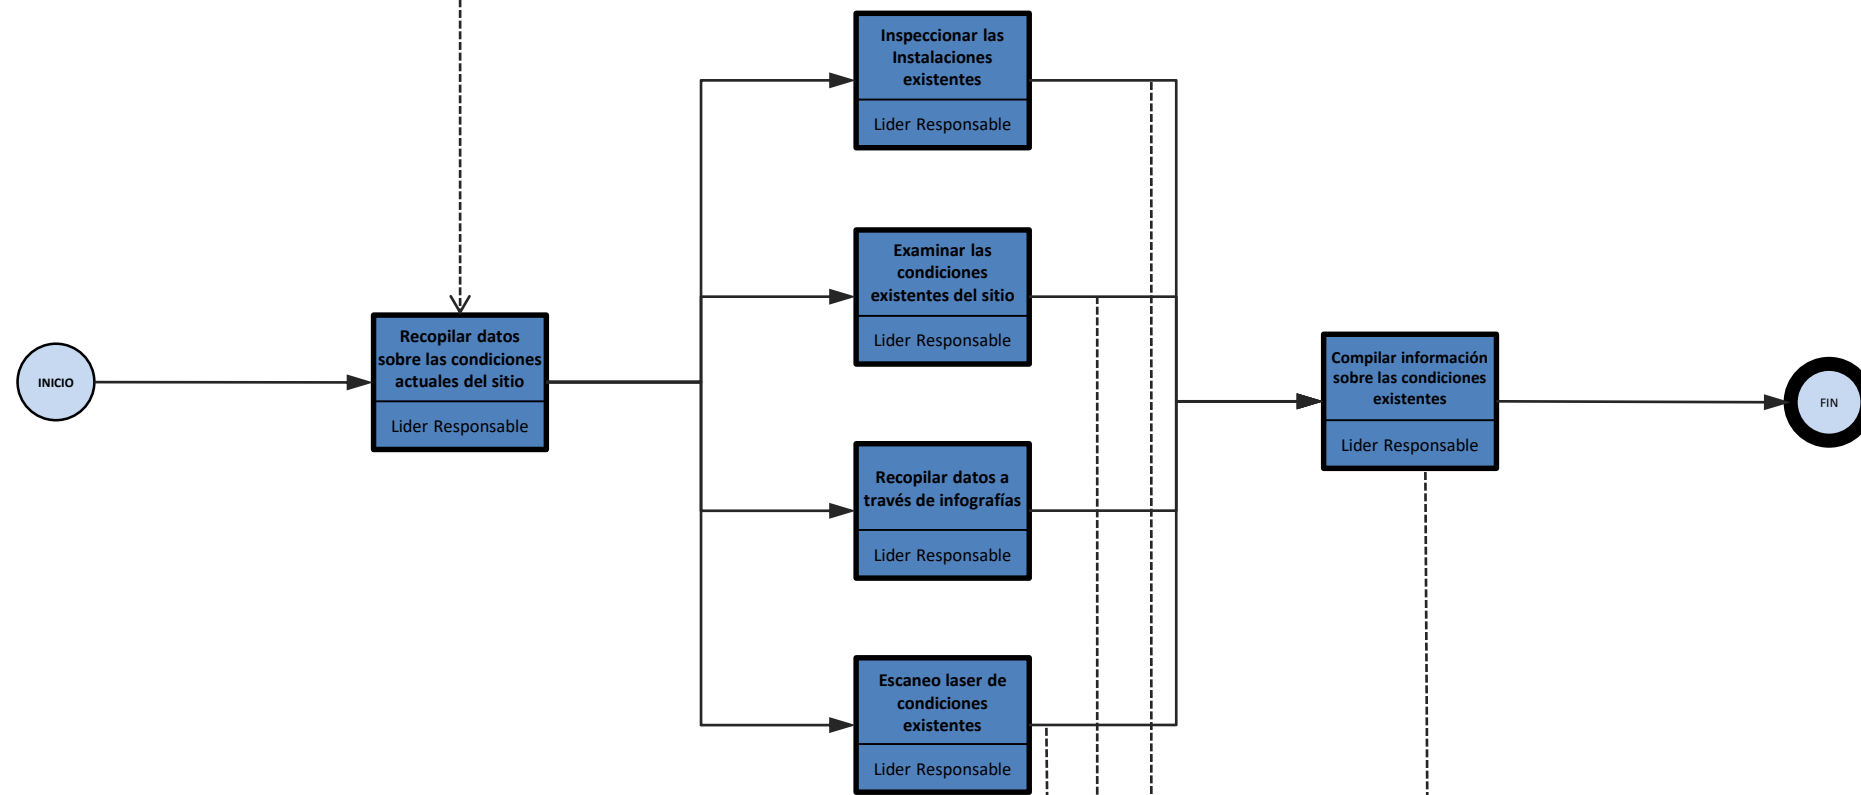 INICIO
Recopilar datos
sobre las condiciones
actuales del sitio
Lider Responsable
Inspeccionar las
Instalaciones
existentes
Lider Responsable
Examinar las
condiciones
existentes del sitio
Lider Responsable
Recopilar datos a
través de infografías
Lider Responsable
Escaneo laser de
condiciones
existentes
Lider Responsable
Compilar información
sobre las condiciones
existentes
Lider Responsable
FIN